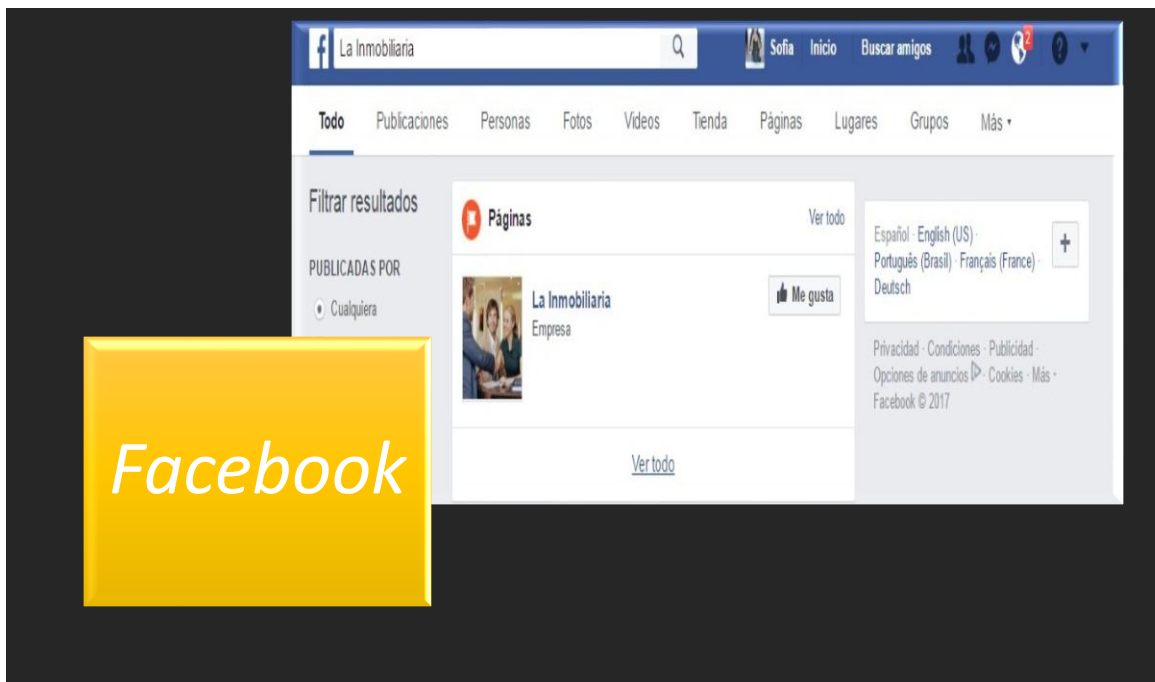 f La Inmobiliaria Sofia Inicio Buscar amigos 2 ?
Todo Publicaciones Personas Fotos Videos Tienda Páginas Lugares Grupos Más
Filtrar resultados
PUBLICADAS POR
Cualquiera
Páginas Ver todo
La Inmobiliaria Me gusta
Empresa
Ver todo
Español · English (US) ·
Português (Brasil) · Français (France) ·
Deutsch
+
Privacidad · Condiciones · Publicidad ·
Opciones de anuncios · Cookies · Más ·
Facebook © 2017
Facebook